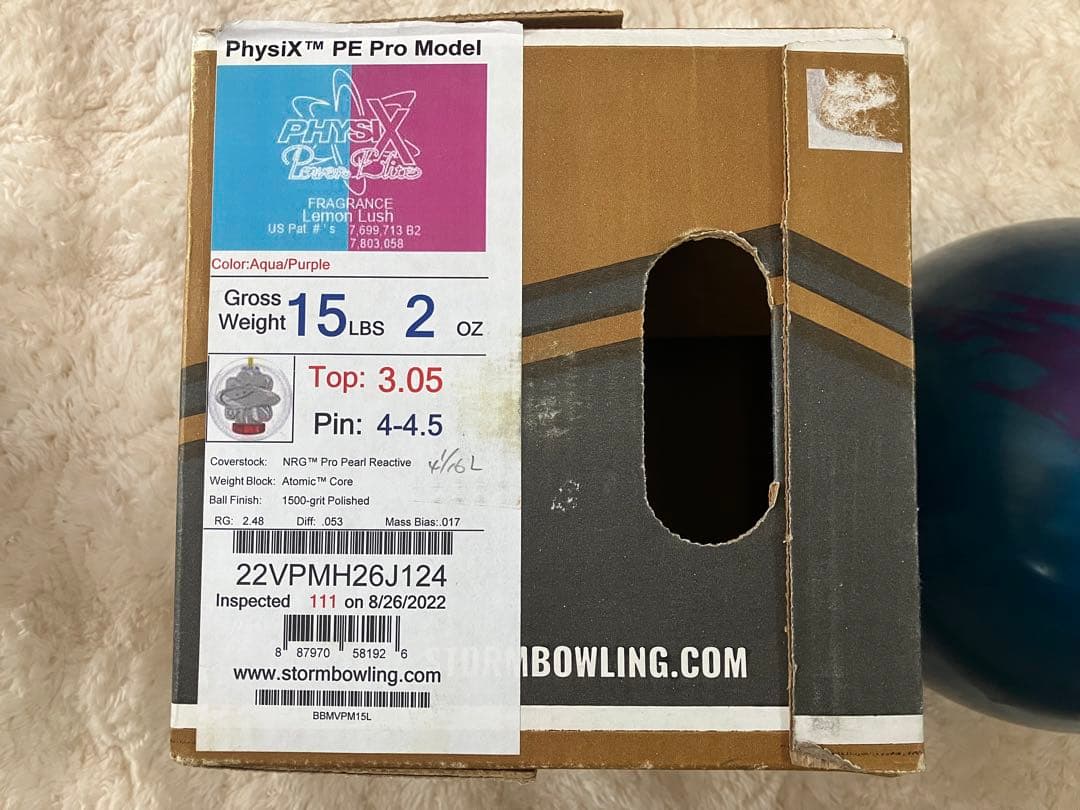 PhysiX™ PE Pro Model
PHYSIX
Power Elite
FRAGRANCE
Lemon Lush
US Pat #'s 7,699,713 B2
7,803,058
Color:Aqua/Purple
Gross Weight 15 LBS 2 OZ
Top: 3.05
Pin: 4-4.5
Coverstock: NRG™ Pro Pearl Reactive
Weight Block: Atomic™ Core
Ball Finish: 1500-grit Polished
RG: 2.48 Diff: .053 Mass Bias:.017
22VPMH26J124
Inspected 111 on 8/26/2022
8 87970 58192 6
www.stormbowling.com
BBMVPM15L
STORMBOWLING.COM